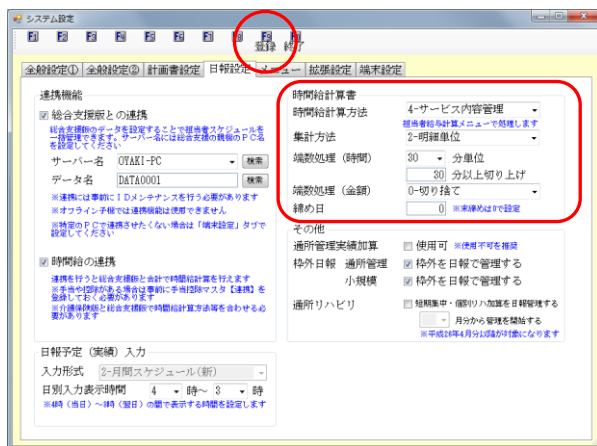 システム設定
F1 F2 F3 F4 F5 F6 F7 F8 F9 F10
登録 終了
全般設定① 全般設定② 計画書設定 日報設定 メニュー 拡張設定 端末設定
連携機能
総合支援版との連携
総合支援版のデータを設定することで担当者スケジュールを
一括管理できます。サーバー名には総合支援の親機のPC名
を設定してください
サーバー名 OYAKI-PC 検索
データ名 DATA0001 検索
※連携には事前にIDメンテナンスを行う必要があります
※オフライン子機では連携機能は使用できません
※特定のPCで連携させたくない場合は「端末設定」タブで
設定してください
時間給の連携
連携を行うと総合支援版と合計で時間給計算を行えます
※手当や控除がある場合は事前に手当控除マスタ【連携】を
登録しておく必要があります
※介護保険版と総合支援版で時間給計算方法等を合わせる必
要があります
日報予定（実績）入力
入力形式 2-月間スケジュール(新)
日別入力表示時間 4 時～ 3 時
※4時（当日）～8時（翌日）の間で表示する時間を設定します
時間給計算書
時間給計算方法 4-サービス内容管理
担当者給与計算メニューで処理します
集計方法 2-明細単位
端数処理（時間） 30 分単位
30 分以上切り上げ
端数処理（金額） 0-切り捨て
締め日 0 ※末締めは0で設定
その他
通所管理実績加算 使用可 ※使用不可を推奨
枠外日報 通所管理 枠外を日報で管理する
小規模 枠外を日報で管理する
通所リハビリ 短期集中・個別リハ加算を日報管理する
月分から管理を開始する
※平成26年4月分以降が対象になります